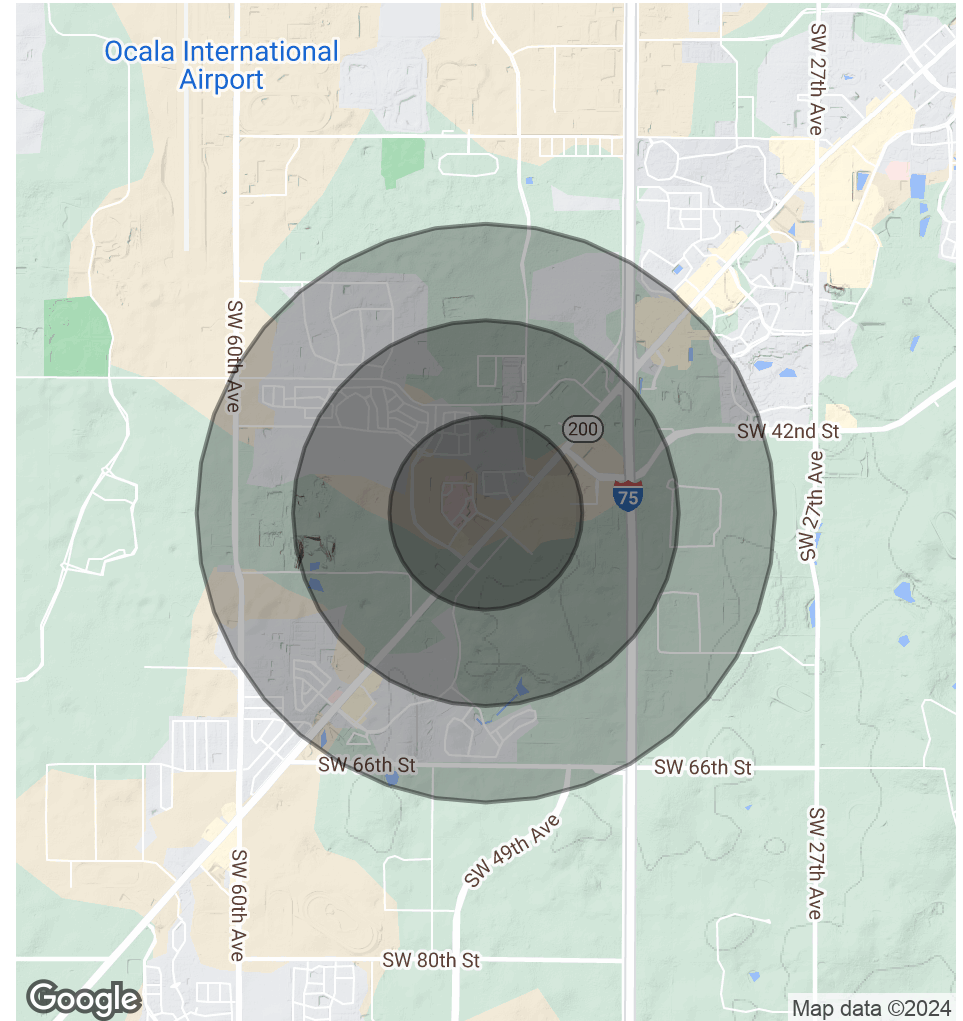 Ocala International
Airport
SW 27th Ave
SW 60th Ave
200
SW 42nd St
SW 27th Ave
75
SW 66th St
SW 66th St
SW 49th Ave
SW 27th Ave
SW 60th Ave
SW 80th St
Google
Map data ©2024